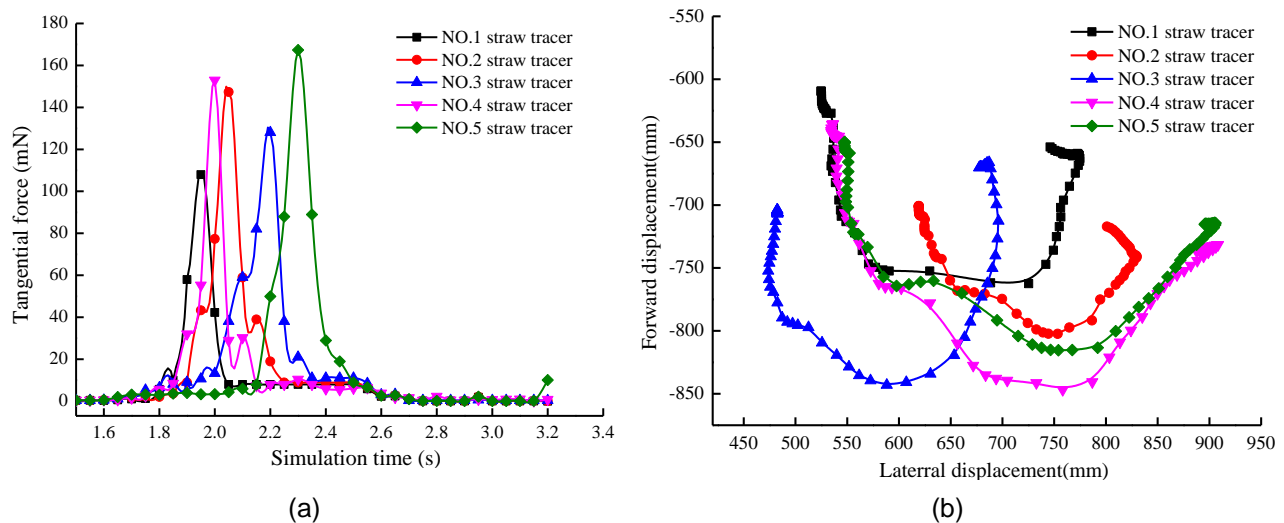 180
160
140
120
100
80
60
40
20
0
Tangential force (mN)
NO.1 straw tracer
NO.2 straw tracer
NO.3 straw tracer
NO.4 straw tracer
NO.5 straw tracer
1.6 1.8 2.0 2.2 2.4 2.6 2.8 3.0 3.2 3.4
Simulation time (s)
(a)
-550
-600
-650
-700
-750
-800
-850
Forward displacement(mm)
NO.1 straw tracer
NO.2 straw tracer
NO.3 straw tracer
NO.4 straw tracer
NO.5 straw tracer
450 500 550 600 650 700 750 800 850 900 950
Laterral displacement(mm)
(b)